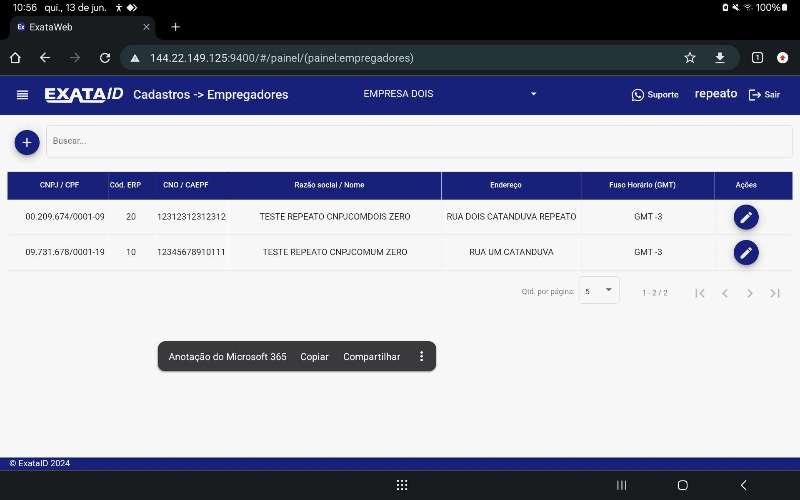 10:56 qui., 13 de jun. 100%
Ex ExataWeb
144.22.149.125:9400/#/painel/(painel:empregadores) 1
EXATA ID Cadastros -> Empregadores EMPRESA DOIS Suporte repeato Sair
Buscar...
CNPJ / CPF Cód. ERP CNO / CAEPF Razão social / Nome Endereço Fuso Horário (GMT) Ações
00.209.674/0001-09 20 12312312312312 TESTE REPEATO CNPJCOMDOIS ZERO RUA DOIS CATANDUVA REPEATO GMT -3
09.731.678/0001-19 10 12345678910111 TESTE REPEATO CNPJCOMUM ZERO RUA UM CATANDUVA GMT -3
Qtd. por página: 5 1 - 2 / 2
Anotação do Microsoft 365 Copiar Compartilhar
© ExataID 2024